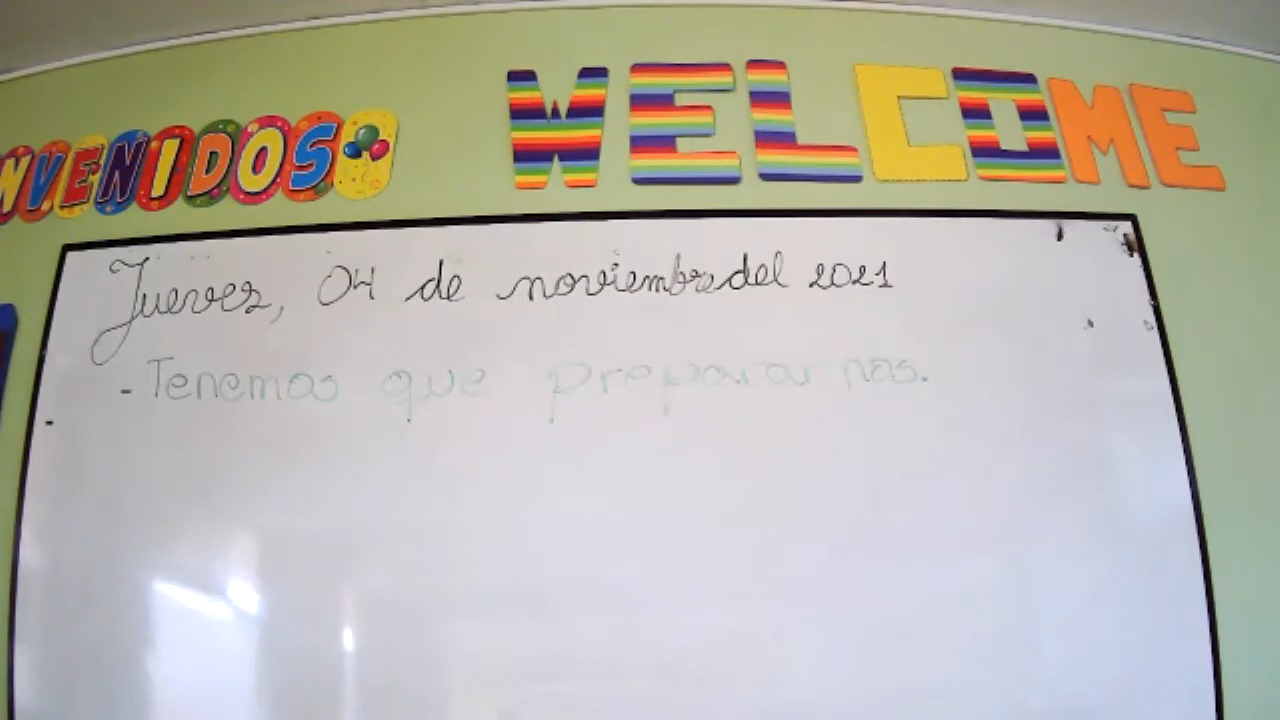 NVENIDOS
WELCOME
Jueves, 04 de noviembre del 2021
- Tenemos que prepararnos.